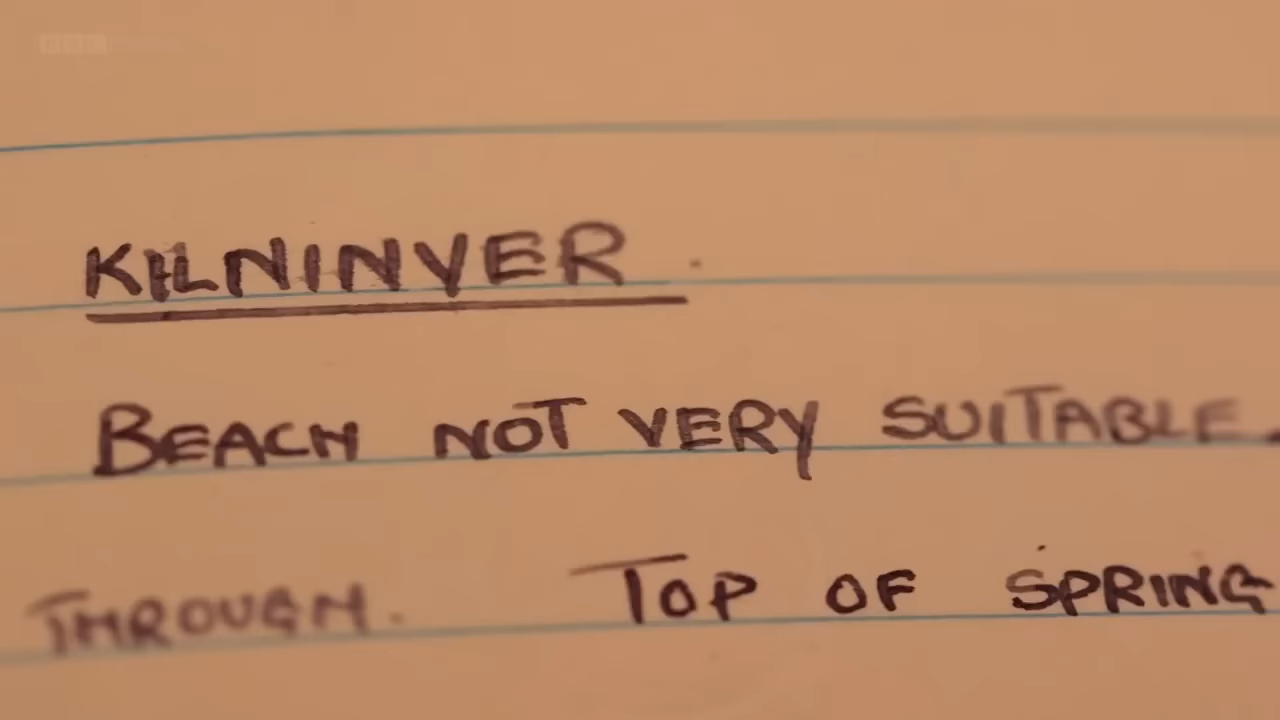 KILNINVER.
BEACH NOT VERY SUITABLE.
THROUGH. TOP OF SPRING